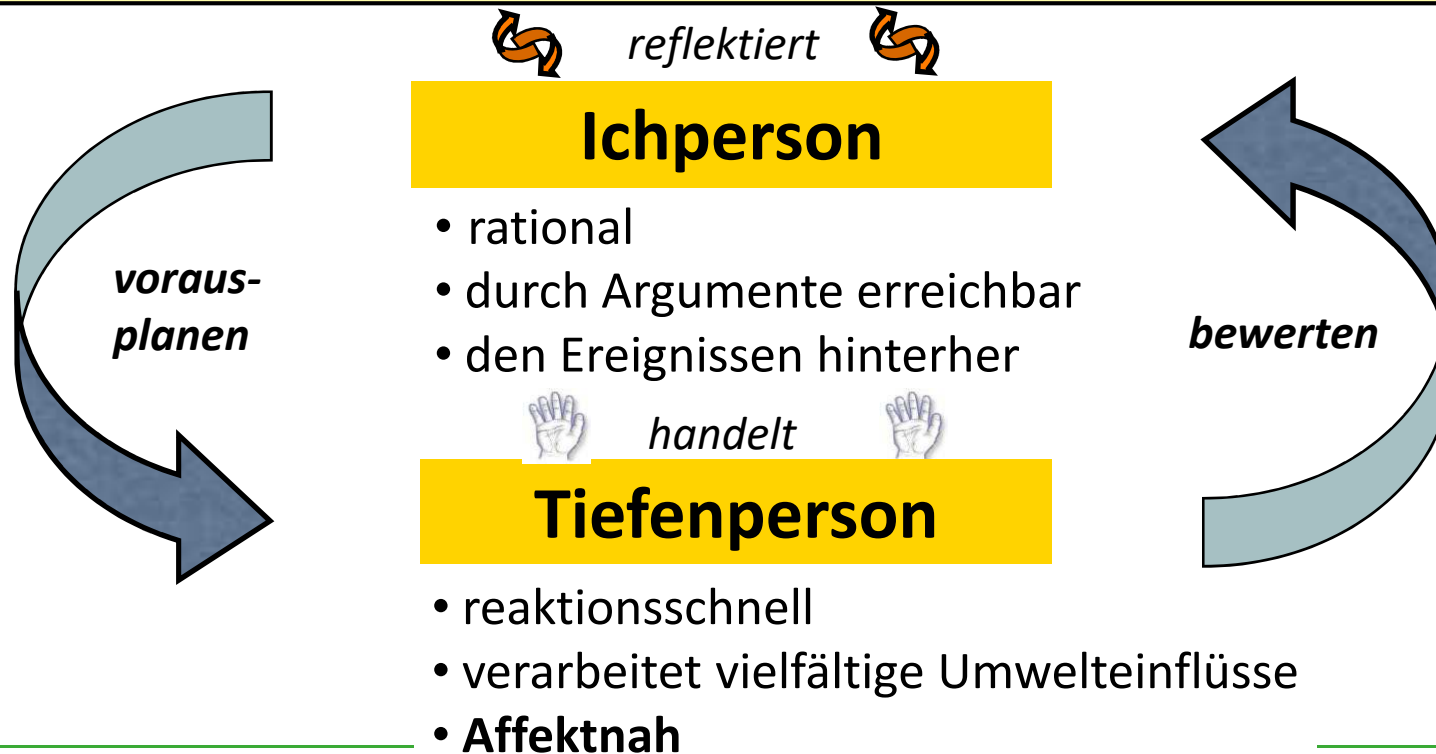 reflektiert
Ichperson
• rational
• durch Argumente erreichbar
• den Ereignissen hinterher
voraus-
planen
bewerten
handelt
Tiefenperson
• reaktionsschnell
• verarbeitet vielfältige Umwelteinflüsse
• Affektnah